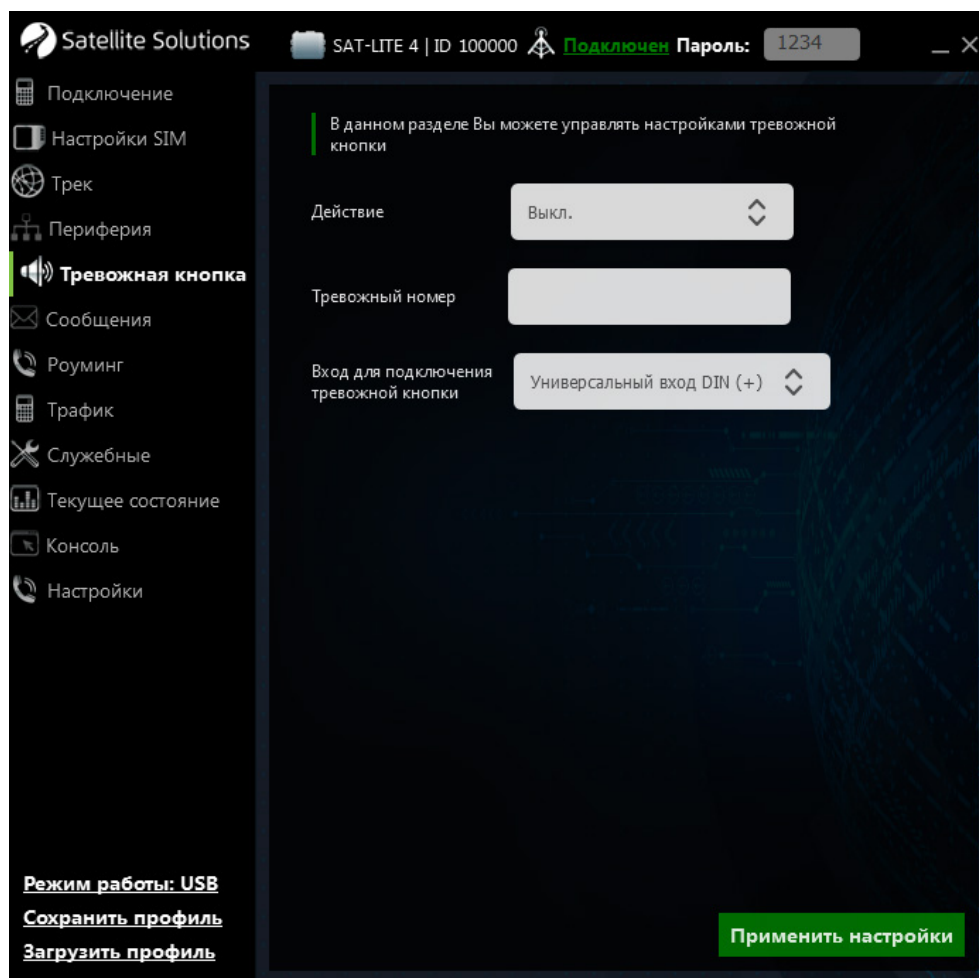 Satellite Solutions
SAT-LITE 4 | ID 100000 Подключен Пароль: 1234
Подключение
Настройки SIM
Трек
Периферия
Тревожная кнопка
Сообщения
Роуминг
Трафик
Служебные
Текущее состояние
Консоль
Настройки
Режим работы: USB
Сохранить профиль
Загрузить профиль
В данном разделе Вы можете управлять настройками тревожной
кнопки
Действие
Выкл.
Тревожный номер
Вход для подключения
тревожной кнопки
Универсальный вход DIN (+)
Применить настройки